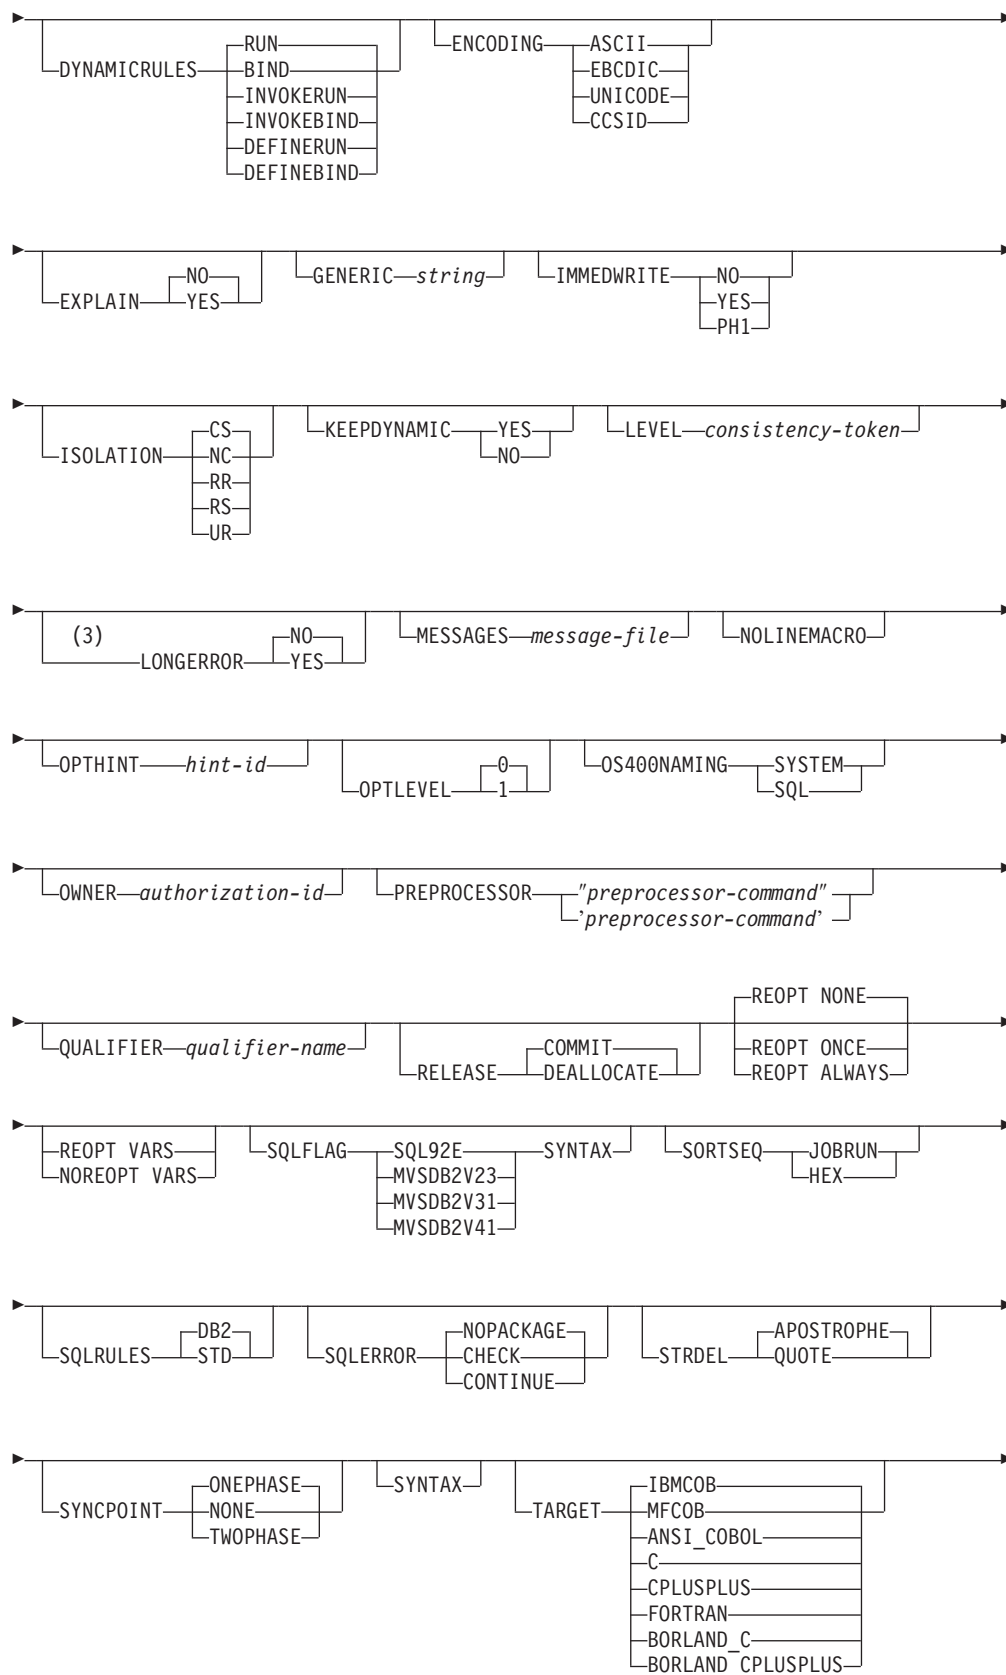 RUN ASCII
DYNAMICRULES BIND ENCODING EBCDIC
INVOKERUN UNICODE
INVOKEBIND CCSID
DEFINERUN
DEFINEBIND
NO GENERIC string IMMEDWRITE NO
EXPLAIN YES YES
PH1
CS KEEPDYNAMIC YES LEVEL consistency-token
ISOLATION NC NO
RR
RS
UR
(3) NO MESSAGES message-file NOLINEMACRO
LONGERROR YES
OPTHINT hint-id 0 OS400NAMING SYSTEM
OPTLEVEL 1 SQL
OWNER authorization-id PREPROCESSOR "preprocessor-command"
'preprocessor-command'
REOPT NONE
QUALIFIER qualifier-name COMMIT REOPT ONCE
RELEASE DEALLOCATE REOPT ALWAYS
REOPT VARS SQLFLAG SQL92E SYNTAX SORTSEQ JOBRUN
NOREOPT VARS MVSDB2V23 HEX
MVSDB2V31
MVSDB2V41
DB2 NOPACKAGE APOSTROPHE
SQLRULES STD SQLERROR CHECK STRDEL QUOTE
CONTINUE
ONEPHASE SYNTAX IBMCOB
SYNCPOINT NONE TARGET MFCOB
TWOPHASE ANSI_COBOL
C
CPLUSPLUS
FORTRAN
BORLAND_C
BORLAND_CPLUSPLUS